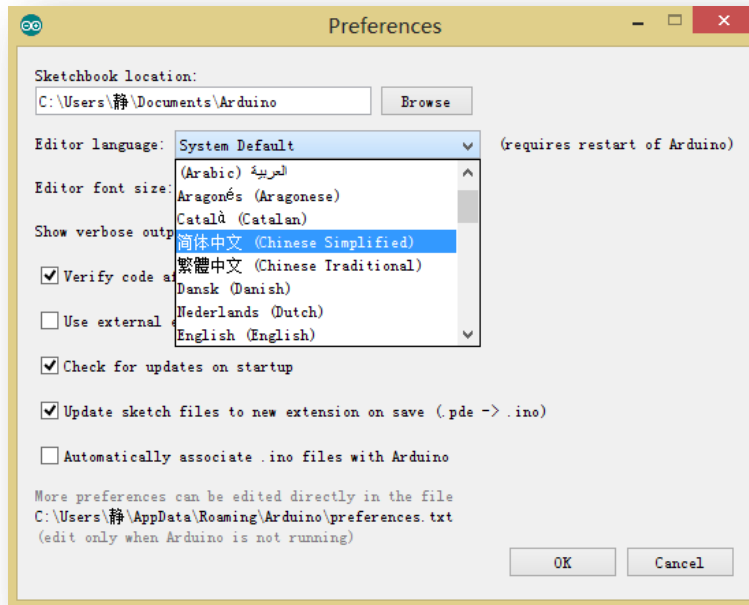 Preferences
Sketchbook location:
C:\Users\静\Documents\Arduino Browse
Editor language: System Default (requires restart of Arduino)
(Arabic) العربية
Editor font size: Aragonés (Aragonese)
Català (Catalan)
Show verbose outp
简体中文 (Chinese Simplified)
繁體中文 (Chinese Traditional)
Verify code af
Dansk (Danish)
Nederlands (Dutch)
Use external e
English (English)
Check for updates on startup
Update sketch files to new extension on save (.pde -> .ino)
Automatically associate .ino files with Arduino
More preferences can be edited directly in the file
C:\Users\静\AppData\Roaming\Arduino\preferences.txt
(edit only when Arduino is not running)
OK Cancel